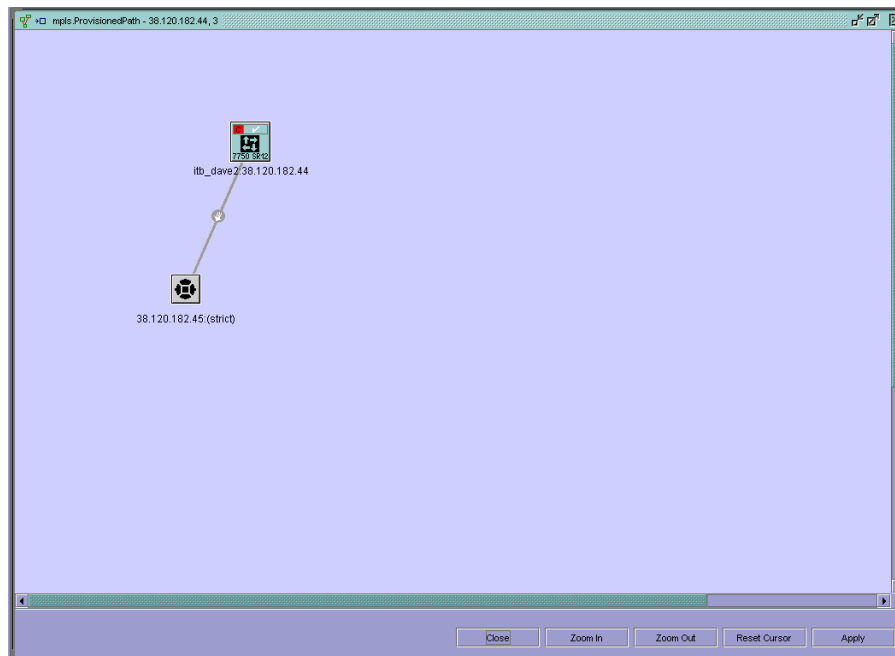 mpls.ProvisionedPath - 38.120.182.44, 3
C
7750 SR12
itb_dave2:38.120.182.44
38.120.182.45:(strict)
Close Zoom In Zoom Out Reset Cursor Apply